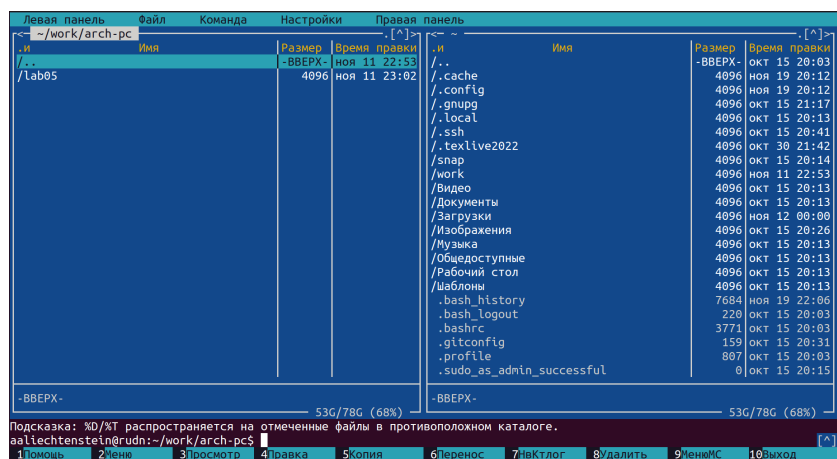 Левая панель Файл Команда Настройки Правая панель
<─ ~/work/arch-pc .[^]> <─ ~ .[^]>
.и Имя Размер Время правки .и Имя Размер Время правки
/.. -ВВЕРХ- ноя 11 22:53 /.. -ВВЕРХ- окт 15 20:03
/lab05 4096 ноя 11 23:02 /.cache 4096 ноя 19 20:12
/.config 4096 ноя 19 20:12
/.gnupg 4096 окт 15 21:17
/.local 4096 окт 15 20:13
/.ssh 4096 окт 15 20:41
/.texlive2022 4096 окт 30 21:42
/snap 4096 окт 15 20:14
/work 4096 ноя 11 22:53
/Видео 4096 окт 15 20:13
/Документы 4096 окт 15 20:13
/Загрузки 4096 ноя 12 00:00
/Изображения 4096 окт 15 20:26
/Музыка 4096 окт 15 20:13
/Общедоступные 4096 окт 15 20:13
/Рабочий стол 4096 окт 15 20:13
/Шаблоны 4096 окт 15 20:13
.bash_history 7684 ноя 19 22:06
.bash_logout 220 окт 15 20:03
.bashrc 3771 окт 15 20:03
.gitconfig 159 окт 15 20:31
.profile 807 окт 15 20:03
.sudo_as_admin_successful 0 окт 15 20:15
-ВВЕРХ- -ВВЕРХ-
53G/78G (68%) 53G/78G (68%)
Подсказка: %D/%T распространяется на отмеченные файлы в противоположном каталоге.
aaliechtenstein@rudn:~/work/arch-pc$ [^]
1Помощь 2Меню 3Просмотр 4Правка 5Копия 6Перенос 7НвКтлог 8Удалить 9МенюМС 10Выход